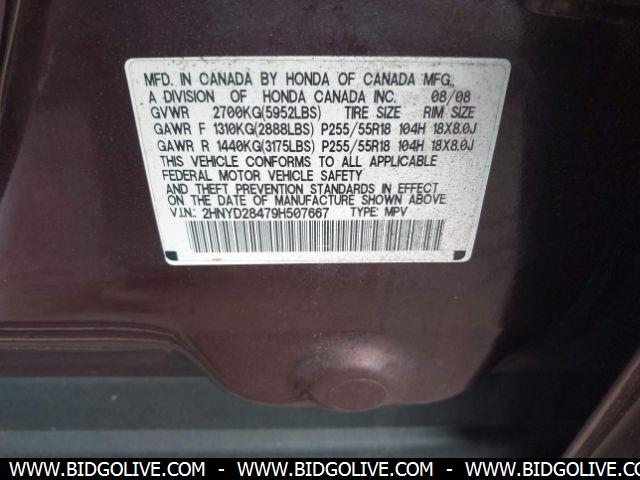 MFD. IN CANADA BY HONDA OF CANADA MFG.
A DIVISION OF HONDA CANADA INC. 08/08
GVWR 2700KG(5952LBS) TIRE SIZE RIM SIZE
GAWR F 1310KG(2888LBS) P255/55R18 104H 18X8.0J
GAWR R 1440KG(3175LBS) P255/55R18 104H 18X8.0J
THIS VEHICLE CONFORMS TO ALL APPLICABLE
FEDERAL MOTOR VEHICLE SAFETY
AND THEFT PREVENTION STANDARDS IN EFFECT
ON THE DATE OF MANUFACTURE SHOWN ABOVE
V.I.N.: 2HNYD28479H507667 TYPE: MPV
WWW.BIDGOLIVE.COM - WWW.BIDGOLIVE.COM - WWW.BIDGOLIVE.COM